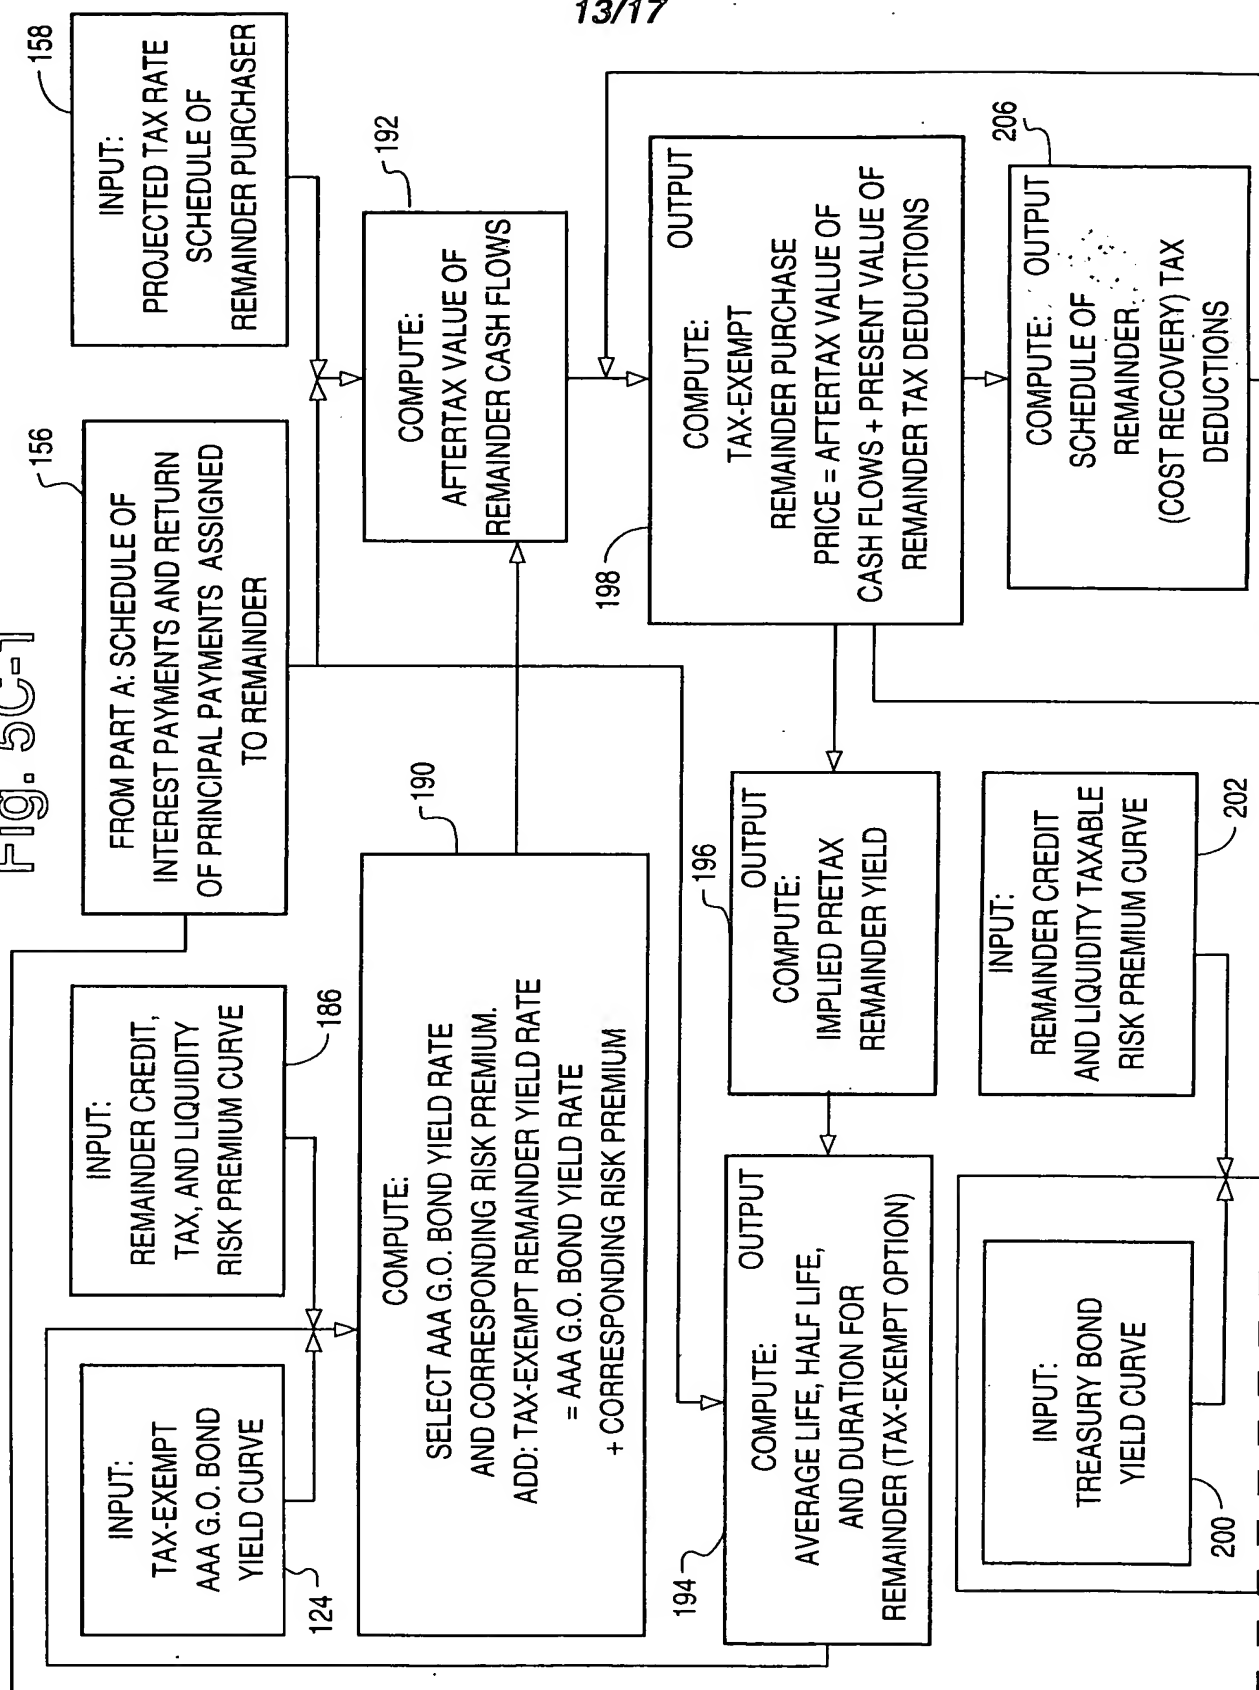 13/17
Fig. 5C-1
INPUT:
TAX-EXEMPT
AAA G.O. BOND
YIELD CURVE
124
INPUT:
REMAINDER CREDIT,
TAX, AND LIQUIDITY
RISK PREMIUM CURVE
186
FROM PART A: SCHEDULE OF
INTEREST PAYMENTS AND RETURN
OF PRINCIPAL PAYMENTS ASSIGNED
TO REMAINDER
156
INPUT:
PROJECTED TAX RATE
SCHEDULE OF
REMAINDER PURCHASER
158
COMPUTE:
SELECT AAA G.O. BOND YIELD RATE
AND CORRESPONDING RISK PREMIUM.
ADD: TAX-EXEMPT REMAINDER YIELD RATE
= AAA G.O. BOND YIELD RATE
+ CORRESPONDING RISK PREMIUM
190
COMPUTE:
AFTERTAX VALUE OF
REMAINDER CASH FLOWS
192
COMPUTE: OUTPUT
AVERAGE LIFE, HALF LIFE,
AND DURATION FOR
REMAINDER (TAX-EXEMPT OPTION)
194
OUTPUT
COMPUTE:
IMPLIED PRETAX
REMAINDER YIELD
196
OUTPUT
COMPUTE:
TAX-EXEMPT
REMAINDER PURCHASE
PRICE = AFTERTAX VALUE OF
CASH FLOWS + PRESENT VALUE OF
REMAINDER TAX DEDUCTIONS
198
INPUT:
TREASURY BOND
YIELD CURVE
200
INPUT:
REMAINDER CREDIT
AND LIQUIDITY TAXABLE
RISK PREMIUM CURVE
202
COMPUTE: OUTPUT
SCHEDULE OF
REMAINDER
(COST RECOVERY) TAX
DEDUCTIONS
206